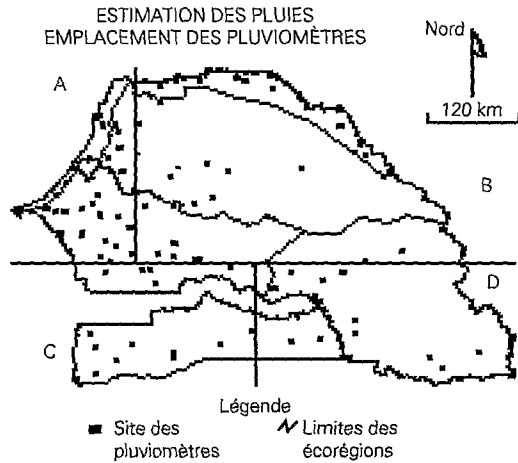 ESTIMATION DES PLUIES
EMPLACEMENT DES PLUVIOMÈTRES
Nord
A
120 km
B
D
C
Légende
Site des
pluviomètres
Limites des
écorégions